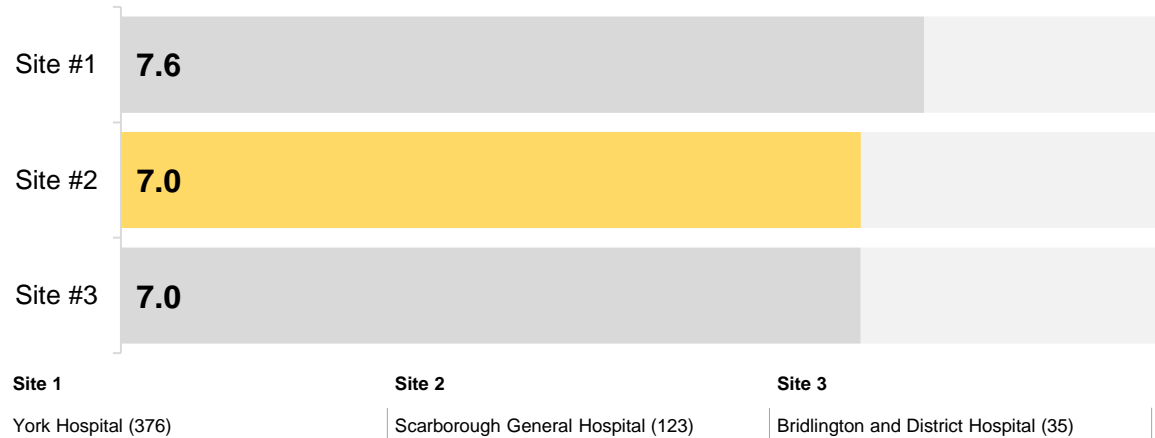 Site #1 7.6
Site #2 7.0
Site #3 7.0
Site 1 Site 2 Site 3
York Hospital (376) Scarborough General Hospital (123) Bridlington and District Hospital (35)